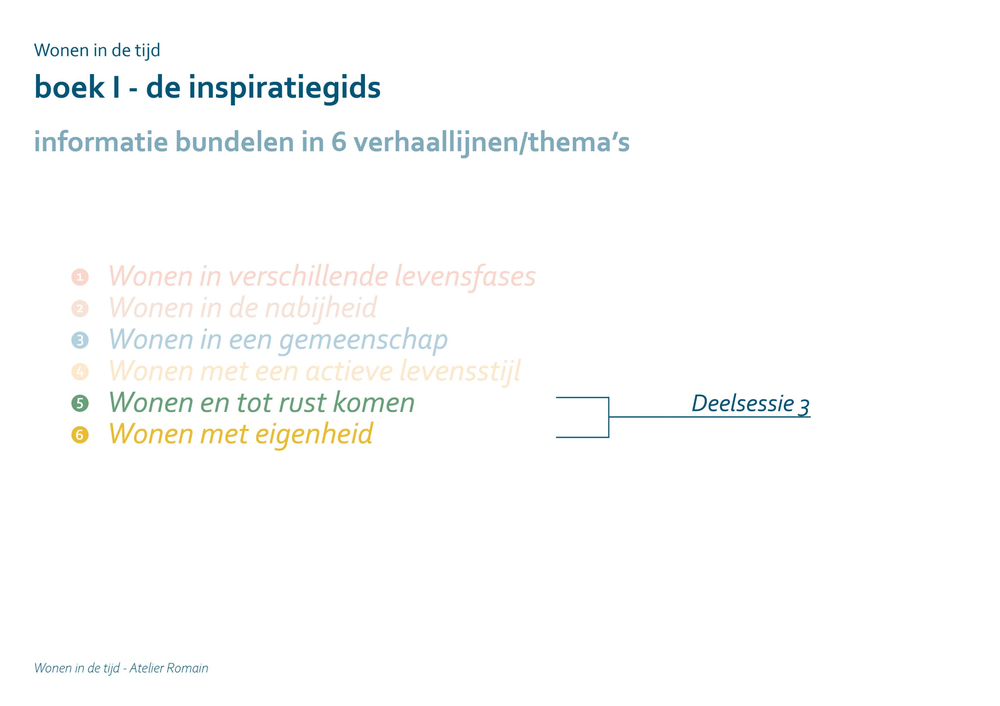 Wonen in de tijd
boek I - de inspiratiegids
informatie bundelen in 6 verhaallijnen/thema’s
1 Wonen in verschillende levensfases
2 Wonen in de nabijheid
3 Wonen in een gemeenschap
4 Wonen met een actieve levensstijl
5 Wonen en tot rust komen
Deelsessie 3
6 Wonen met eigenheid
Wonen in de tijd - Atelier Romain